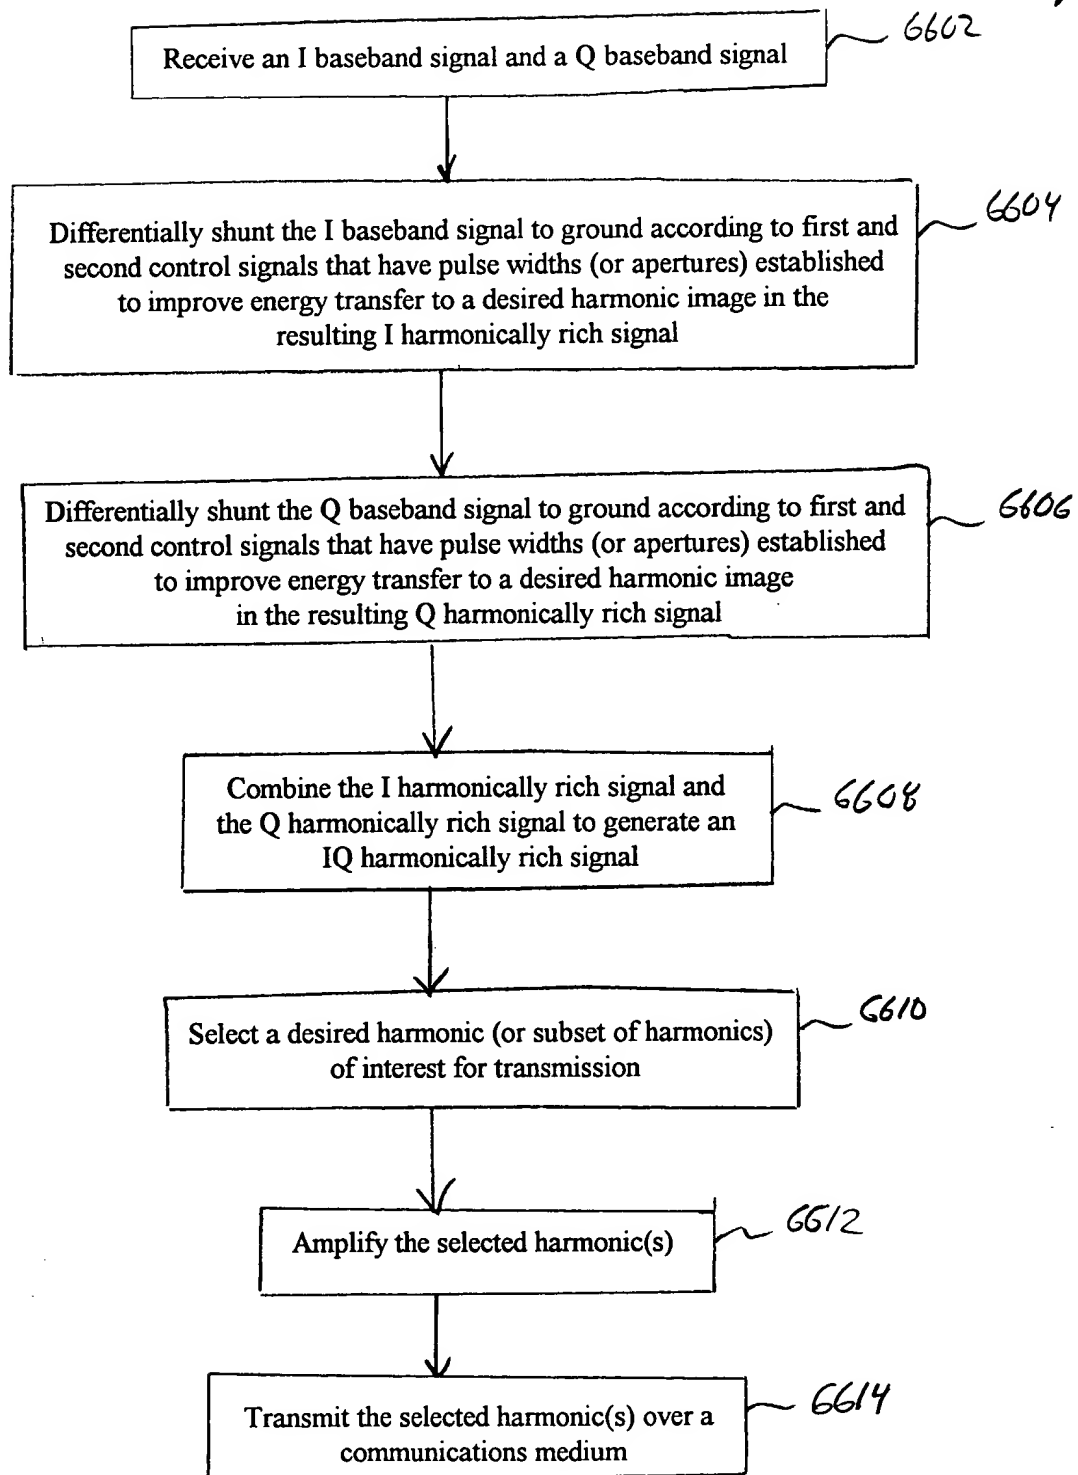 Receive an I baseband signal and a Q baseband signal
6602
Differentially shunt the I baseband signal to ground according to first and
second control signals that have pulse widths (or apertures) established
to improve energy transfer to a desired harmonic image in the
resulting I harmonically rich signal
6604
Differentially shunt the Q baseband signal to ground according to first and
second control signals that have pulse widths (or apertures) established
to improve energy transfer to a desired harmonic image
in the resulting Q harmonically rich signal
6606
Combine the I harmonically rich signal and
the Q harmonically rich signal to generate an
IQ harmonically rich signal
6608
Select a desired harmonic (or subset of harmonics)
of interest for transmission
6610
Amplify the selected harmonic(s)
6612
Transmit the selected harmonic(s) over a
communications medium
6614